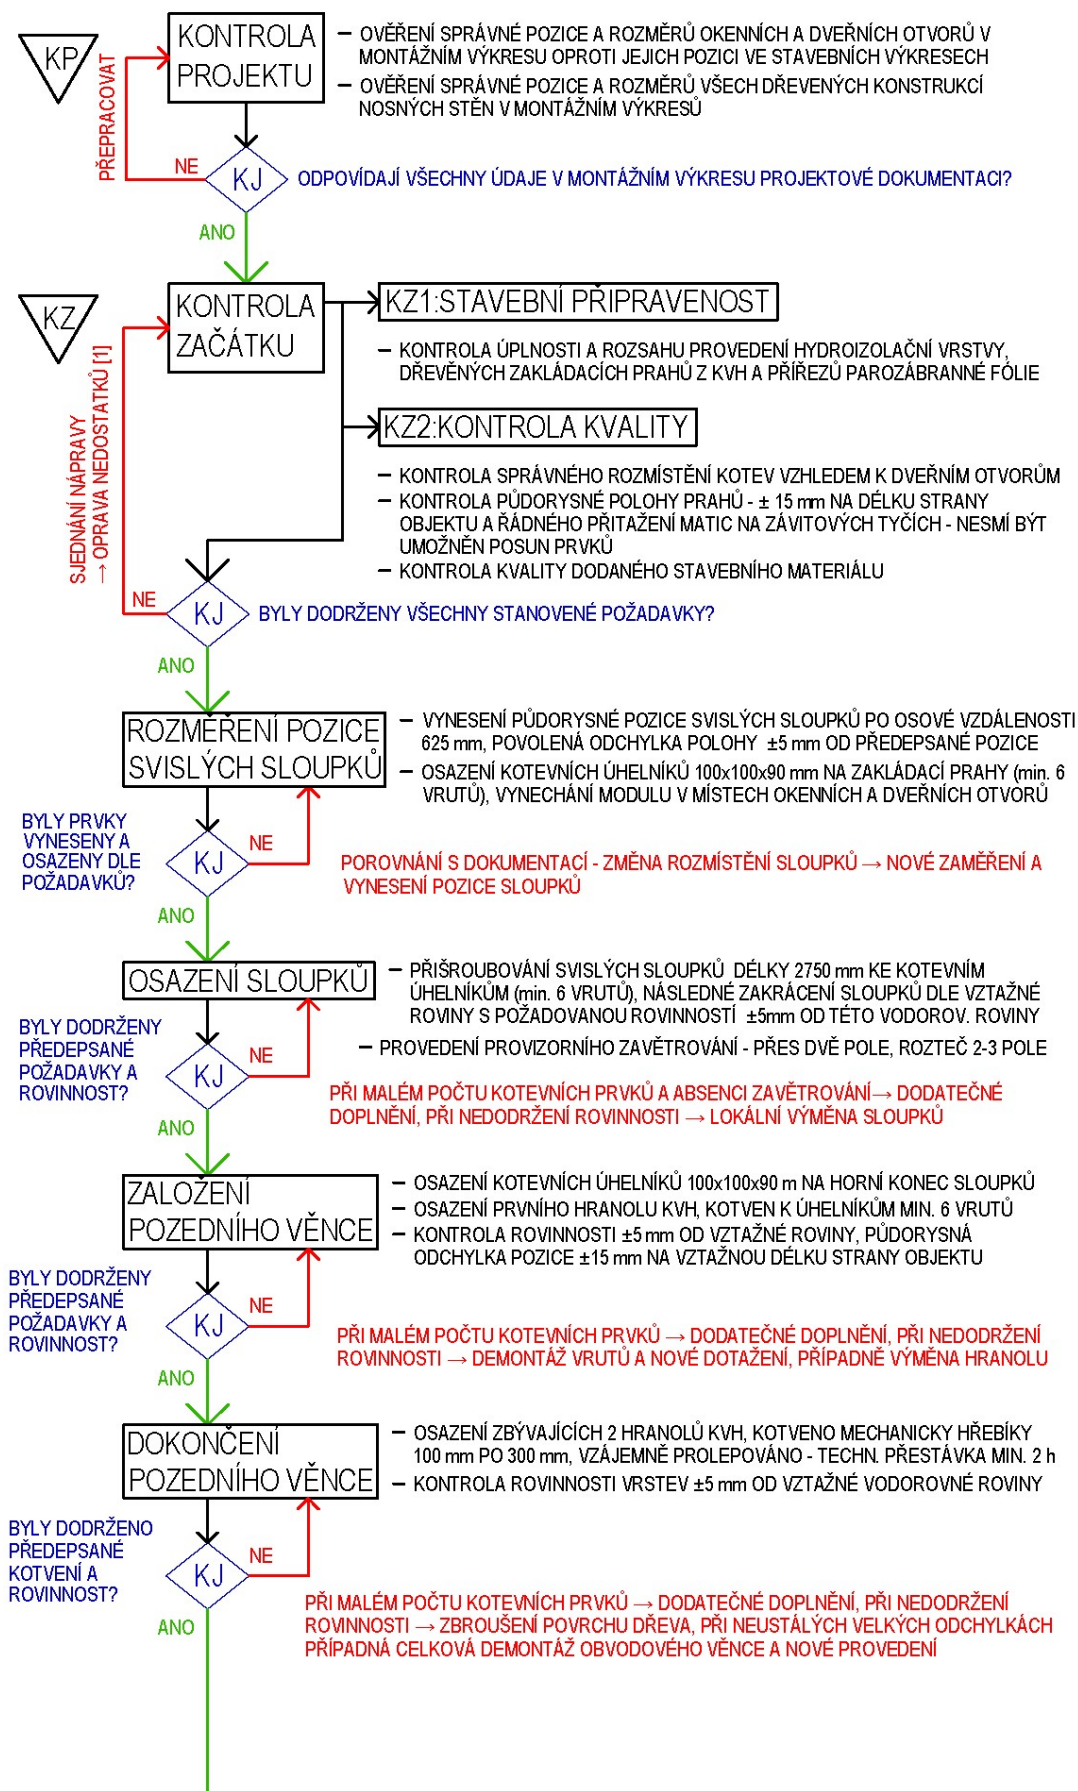 KP
KONTROLA
PROJEKTU
– OVĚŘENÍ SPRÁVNÉ POZICE A ROZMĚRŮ OKENNÍCH A DVEŘNÍCH OTVORŮ V
MONTÁŽNÍM VÝKRESU OPROTI JEJICH POZICI VE STAVEBNÍCH VÝKRESECH
– OVĚŘENÍ SPRÁVNÉ POZICE A ROZMĚRŮ VŠECH DŘEVENÝCH KONSTRUKCÍ
NOSNÝCH STĚN V MONTÁŽNÍM VÝKRESŮ
PŘEPRACOVAT
NE
KJ
ODPOVÍDAJÍ VŠECHNY ÚDAJE V MONTÁŽNÍM VÝKRESU PROJEKTOVÉ DOKUMENTACI?
ANO
KZ
KONTROLA
ZAČÁTKU
KZ1:STAVEBNÍ PŘIPRAVENOST
– KONTROLA ÚPLNOSTI A ROZSAHU PROVEDENÍ HYDROIZOLAČNÍ VRSTVY,
DŘEVĚNÝCH ZAKLÁDACÍCH PRAHŮ Z KVH A PŘÍŘEZŮ PAROZÁBRANNÉ FÓLIE
KZ2:KONTROLA KVALITY
– KONTROLA SPRÁVNÉHO ROZMÍSTĚNÍ KOTEV VZHLEDEM K DVEŘNÍM OTVORŮM
– KONTROLA PŮDORYSNÉ POLOHY PRAHŮ - ± 15 mm NA DÉLKU STRANY
OBJEKTU A ŘÁDNÉHO PŘITAŽENÍ MATIC NA ZÁVITOVÝCH TYČÍCH - NESMÍ BÝT
UMOŽNĚN POSUN PRVKŮ
– KONTROLA KVALITY DODANÉHO STAVEBNÍHO MATERIÁLU
SJEDNÁNÍ NÁPRAVY
→ OPRAVA NEDOSTATKŮ [1]
NE
KJ
BYLY DODRŽENY VŠECHNY STANOVENÉ POŽADAVKY?
ANO
ROZMĚŘENÍ POZICE
SVISLÝCH SLOUPKŮ
– VYNESENÍ PŮDORYSNÉ POZICE SVISLÝCH SLOUPKŮ PO OSOVÉ VZDÁLENOSTI
625 mm, POVOLENÁ ODCHYLKA POLOHY ±5 mm OD PŘEDEPSANÉ POZICE
– OSAZENÍ KOTEVNÍCH ÚHELNÍKŮ 100x100x90 mm NA ZAKLÁDACÍ PRAHY (min. 6
VRUTŮ), VYNECHÁNÍ MODULU V MÍSTECH OKENNÍCH A DVEŘNÍCH OTVORŮ
BYLY PRVKY
VYNESENY A
OSAZENY DLE
POŽADAVKŮ?
KJ
NE
POROVNÁNÍ S DOKUMENTACÍ - ZMĚNA ROZMÍSTĚNÍ SLOUPKŮ → NOVÉ ZAMĚŘENÍ A
VYNESENÍ POZICE SLOUPKŮ
ANO
OSAZENÍ SLOUPKŮ
– PŘIŠROUBOVÁNÍ SVISLÝCH SLOUPKŮ DÉLKY 2750 mm KE KOTEVNÍM
ÚHELNÍKŮM (min. 6 VRUTŮ), NÁSLEDNÉ ZAKRÁCENÍ SLOUPKŮ DLE VZTAŽNÉ
ROVINY S POŽADOVANOU ROVINNOSTÍ ±5mm OD TÉTO VODOROV. ROVINY
– PROVEDENÍ PROVIZORNÍHO ZAVĚTROVÁNÍ - PŘES DVĚ POLE, ROZTEČ 2-3 POLE
BYLY DODRŽENY
PŘEDEPSANÉ
POŽADAVKY A
ROVINNOST?
KJ
NE
PŘI MALÉM POČTU KOTEVNÍCH PRVKŮ A ABSENCI ZAVĚTROVÁNÍ→ DODATEČNÉ
DOPLNĚNÍ, PŘI NEDODRŽENÍ ROVINNOSTI → LOKÁLNÍ VÝMĚNA SLOUPKŮ
ANO
ZALOŽENÍ
POZEDNÍHO VĚNCE
– OSAZENÍ KOTEVNÍCH ÚHELNÍKŮ 100x100x90 m NA HORNÍ KONEC SLOUPKŮ
– OSAZENÍ PRVNÍHO HRANOLU KVH, KOTVEN K ÚHELNÍKŮM MIN. 6 VRUTŮ
– KONTROLA ROVINNOSTI ±5 mm OD VZTAŽNÉ ROVINY, PŮDORYSNÁ
ODCHYLKA POZICE ±15 mm NA VZTAŽNOU DÉLKU STRANY OBJEKTU
BYLY DODRŽENY
PŘEDEPSANÉ
POŽADAVKY A
ROVINNOST?
KJ
NE
PŘI MALÉM POČTU KOTEVNÍCH PRVKŮ → DODATEČNÉ DOPLNĚNÍ, PŘI NEDODRŽENÍ
ROVINNOSTI → DEMONTÁŽ VRUTŮ A NOVÉ DOTAŽENÍ, PŘÍPADNĚ VÝMĚNA HRANOLU
ANO
DOKONČENÍ
POZEDNÍHO VĚNCE
– OSAZENÍ ZBÝVAJÍCÍCH 2 HRANOLŮ KVH, KOTVENO MECHANICKY HŘEBÍKY
100 mm PO 300 mm, VZÁJEMNĚ PROLEPOVÁNO - TECHN. PŘESTÁVKA MIN. 2 h
– KONTROLA ROVINNOSTI VRSTEV ±5 mm OD VZTAŽNÉ VODOROVNÉ ROVINY
BYLY DODRŽENO
PŘEDEPSANÉ
KOTVENÍ A
ROVINNOST?
KJ
NE
PŘI MALÉM POČTU KOTEVNÍCH PRVKŮ → DODATEČNÉ DOPLNĚNÍ, PŘI NEDODRŽENÍ
ROVINNOSTI → ZBROUŠENÍ POVRCHU DŘEVA, PŘI NEUSTÁLÝCH VELKÝCH ODCHYLKÁCH
PŘÍPADNÁ CELKOVÁ DEMONTÁŽ OBVODOVÉHO VĚNCE A NOVÉ PROVEDENÍ
ANO